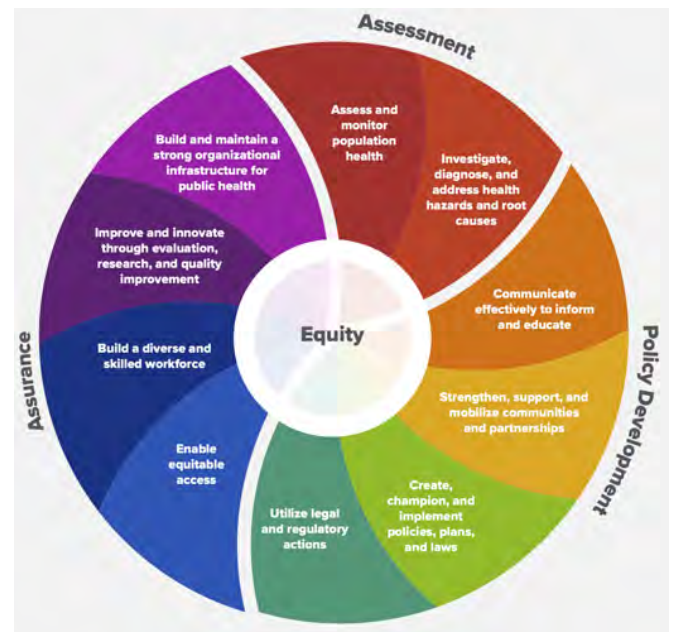 Assessment
Assess and
monitor
population
health
Investigate,
diagnose, and
address health
hazards and root
causes
Policy Development
Communicate
effectively to inform
and educate
Strengthen, support, and
mobilize communities
and partnerships
Create,
champion, and
implement
policies, plans,
and laws
Utilize legal
and regulatory
actions
Assurance
Enable
equitable
access
Build a diverse and
skilled workforce
Improve and innovate
through evaluation,
research, and quality
improvement
Build and maintain a
strong organizational
infrastructure for
public health
Equity